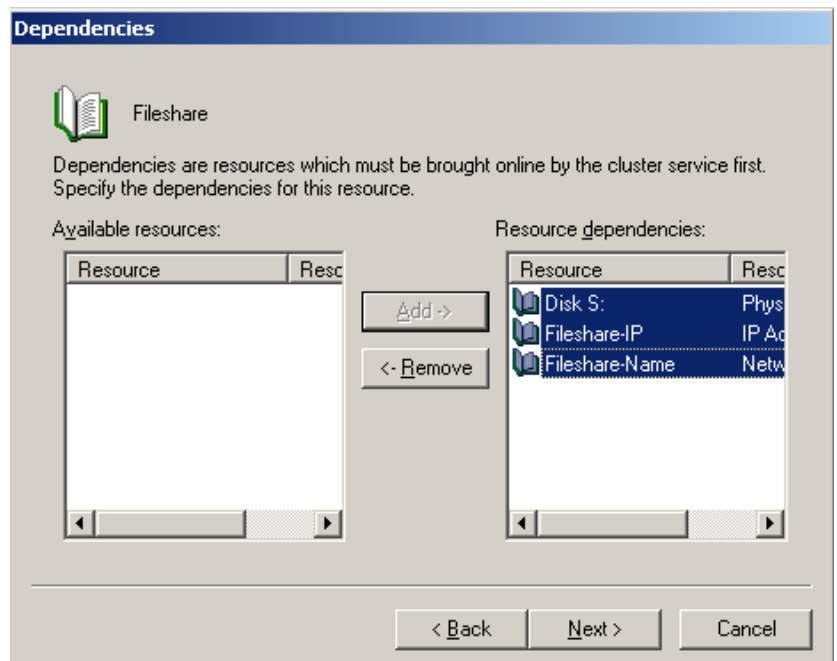 Dependencies
Fileshare
Dependencies are resources which must be brought online by the cluster service first.
Specify the dependencies for this resource.
Available resources:
Resource dependencies:
Resource Resc
Resource Resc
Add ->
<- Remove
Disk S: Phys
Fileshare-IP IP Ad
Fileshare-Name Netw
< Back Next > Cancel